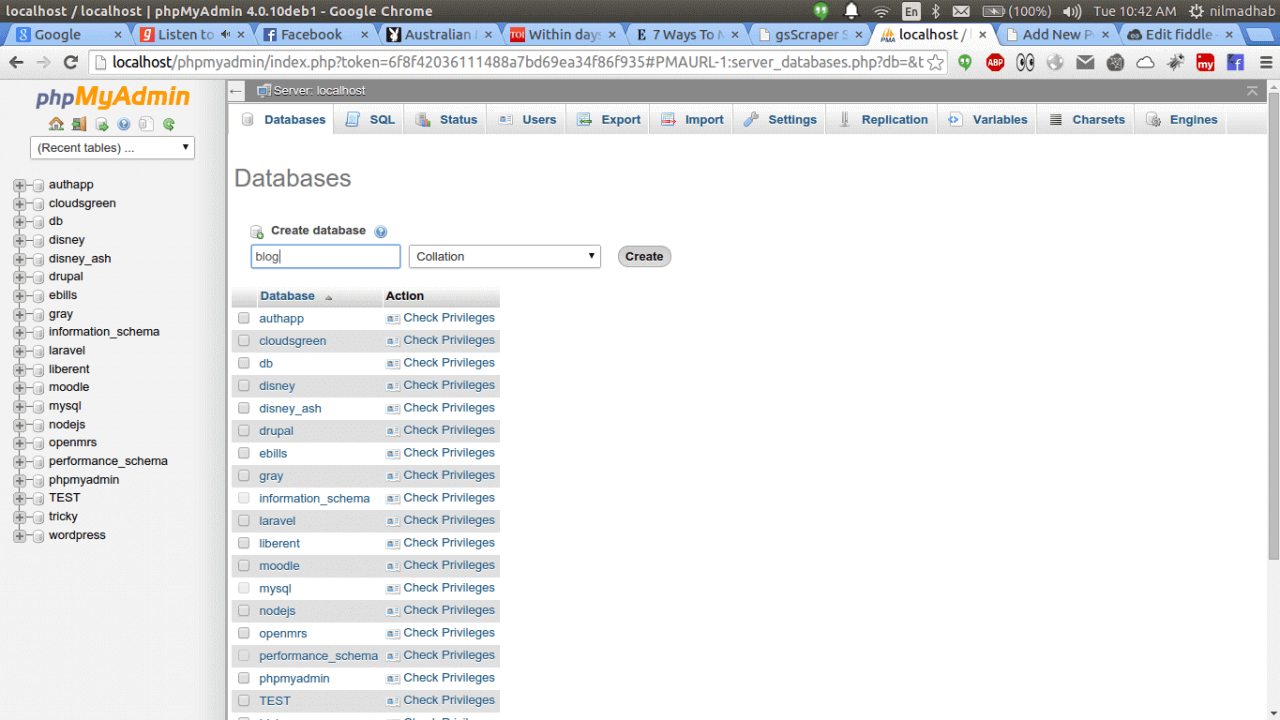 localhost / localhost | phpMyAdmin 4.0.10deb1 - Google Chrome En (100%) Tue 10:42 AM nilmadhab
Google Listen to Facebook Australian Within days 7 Ways To gsScraper S localhost / Add New P Edit fiddle -
localhost/phpmyadmin/index.php?token=6f8f42036111488a7bd69ea34f86f935#PMAURL-1:server_databases.php?db=&t ABP my
phpMyAdmin
(Recent tables) ...
authapp
cloudsgreen
db
disney
disney_ash
drupal
ebills
gray
information_schema
laravel
liberent
moodle
mysql
nodejs
openmrs
performance_schema
phpmyadmin
TEST
tricky
wordpress
Server: localhost
Databases SQL Status Users Export Import Settings Replication Variables Charsets Engines
Databases
Create database
blog Collation Create
Database Action
authapp Check Privileges
cloudsgreen Check Privileges
db Check Privileges
disney Check Privileges
disney_ash Check Privileges
drupal Check Privileges
ebills Check Privileges
gray Check Privileges
information_schema Check Privileges
laravel Check Privileges
liberent Check Privileges
moodle Check Privileges
mysql Check Privileges
nodejs Check Privileges
openmrs Check Privileges
performance_schema Check Privileges
phpmyadmin Check Privileges
TEST Check Privileges